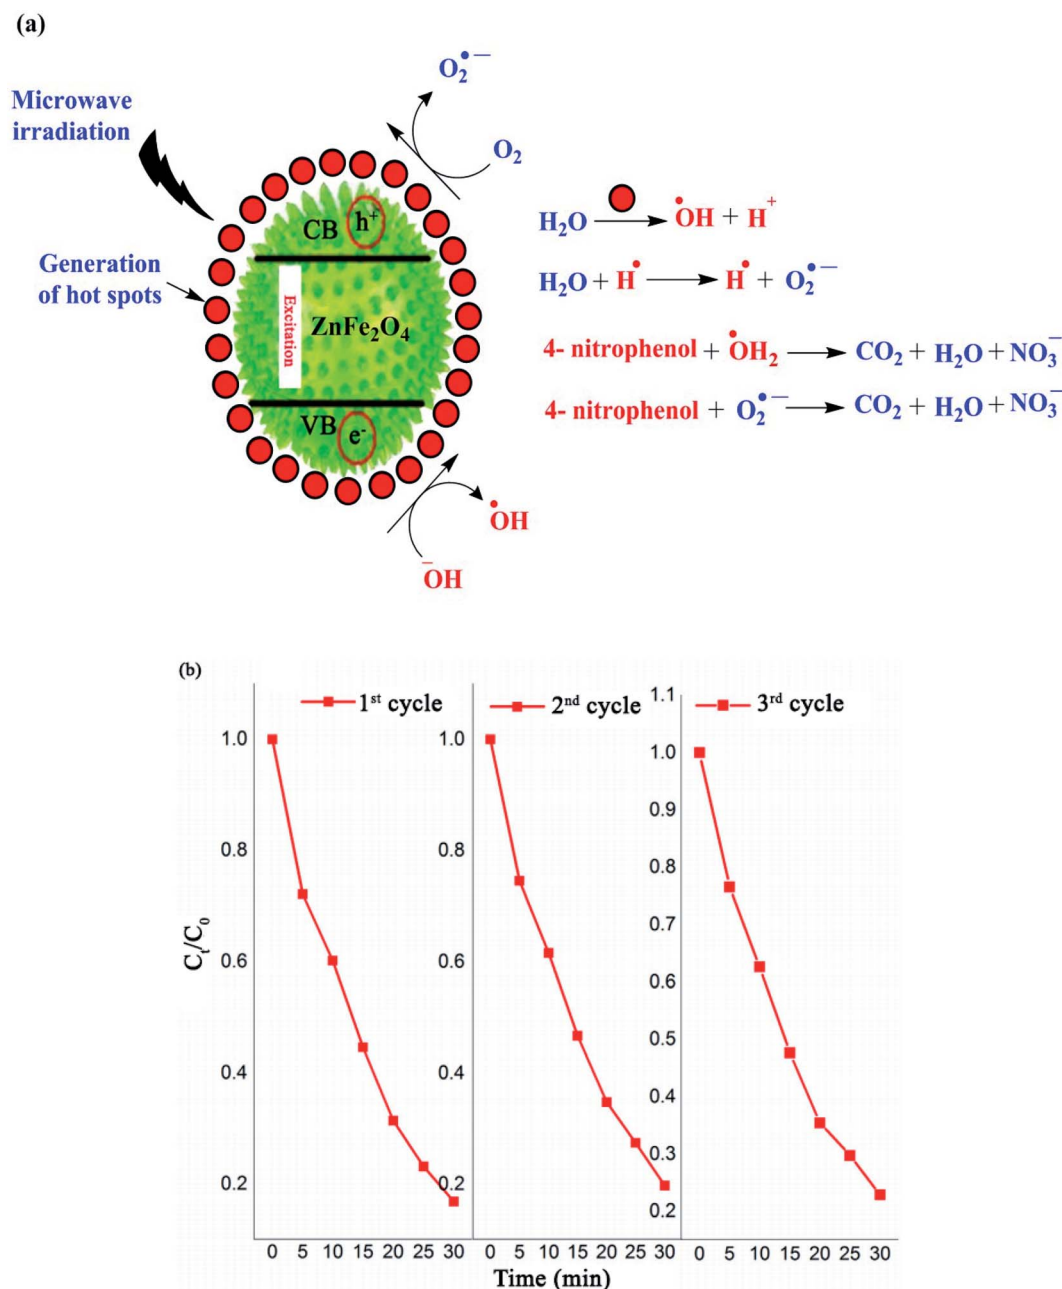 (a)
O₂•⁻
Microwave
irradiation
O₂
CB h⁺
Generation
of hot spots
Excitation
ZnFe₂O₄
VB
e⁻
•OH
⁻OH
H₂O → •OH + H⁺
H₂O + H• → H• + O₂•⁻
4- nitrophenol + •OH₂ → CO₂ + H₂O + NO₃⁻
4- nitrophenol + O₂•⁻ → CO₂ + H₂O + NO₃⁻
(b)
1st cycle
2nd cycle
3rd cycle
Cₜ/C₀
1.0
0.8
0.6
0.4
0.2
1.0
0.8
0.6
0.4
0.2
1.1
1.0
0.9
0.8
0.7
0.6
0.5
0.4
0.3
0.2
0 5 10 15 20 25 30
0 5 10 15 20 25 30
0 5 10 15 20 25 30
Time (min)